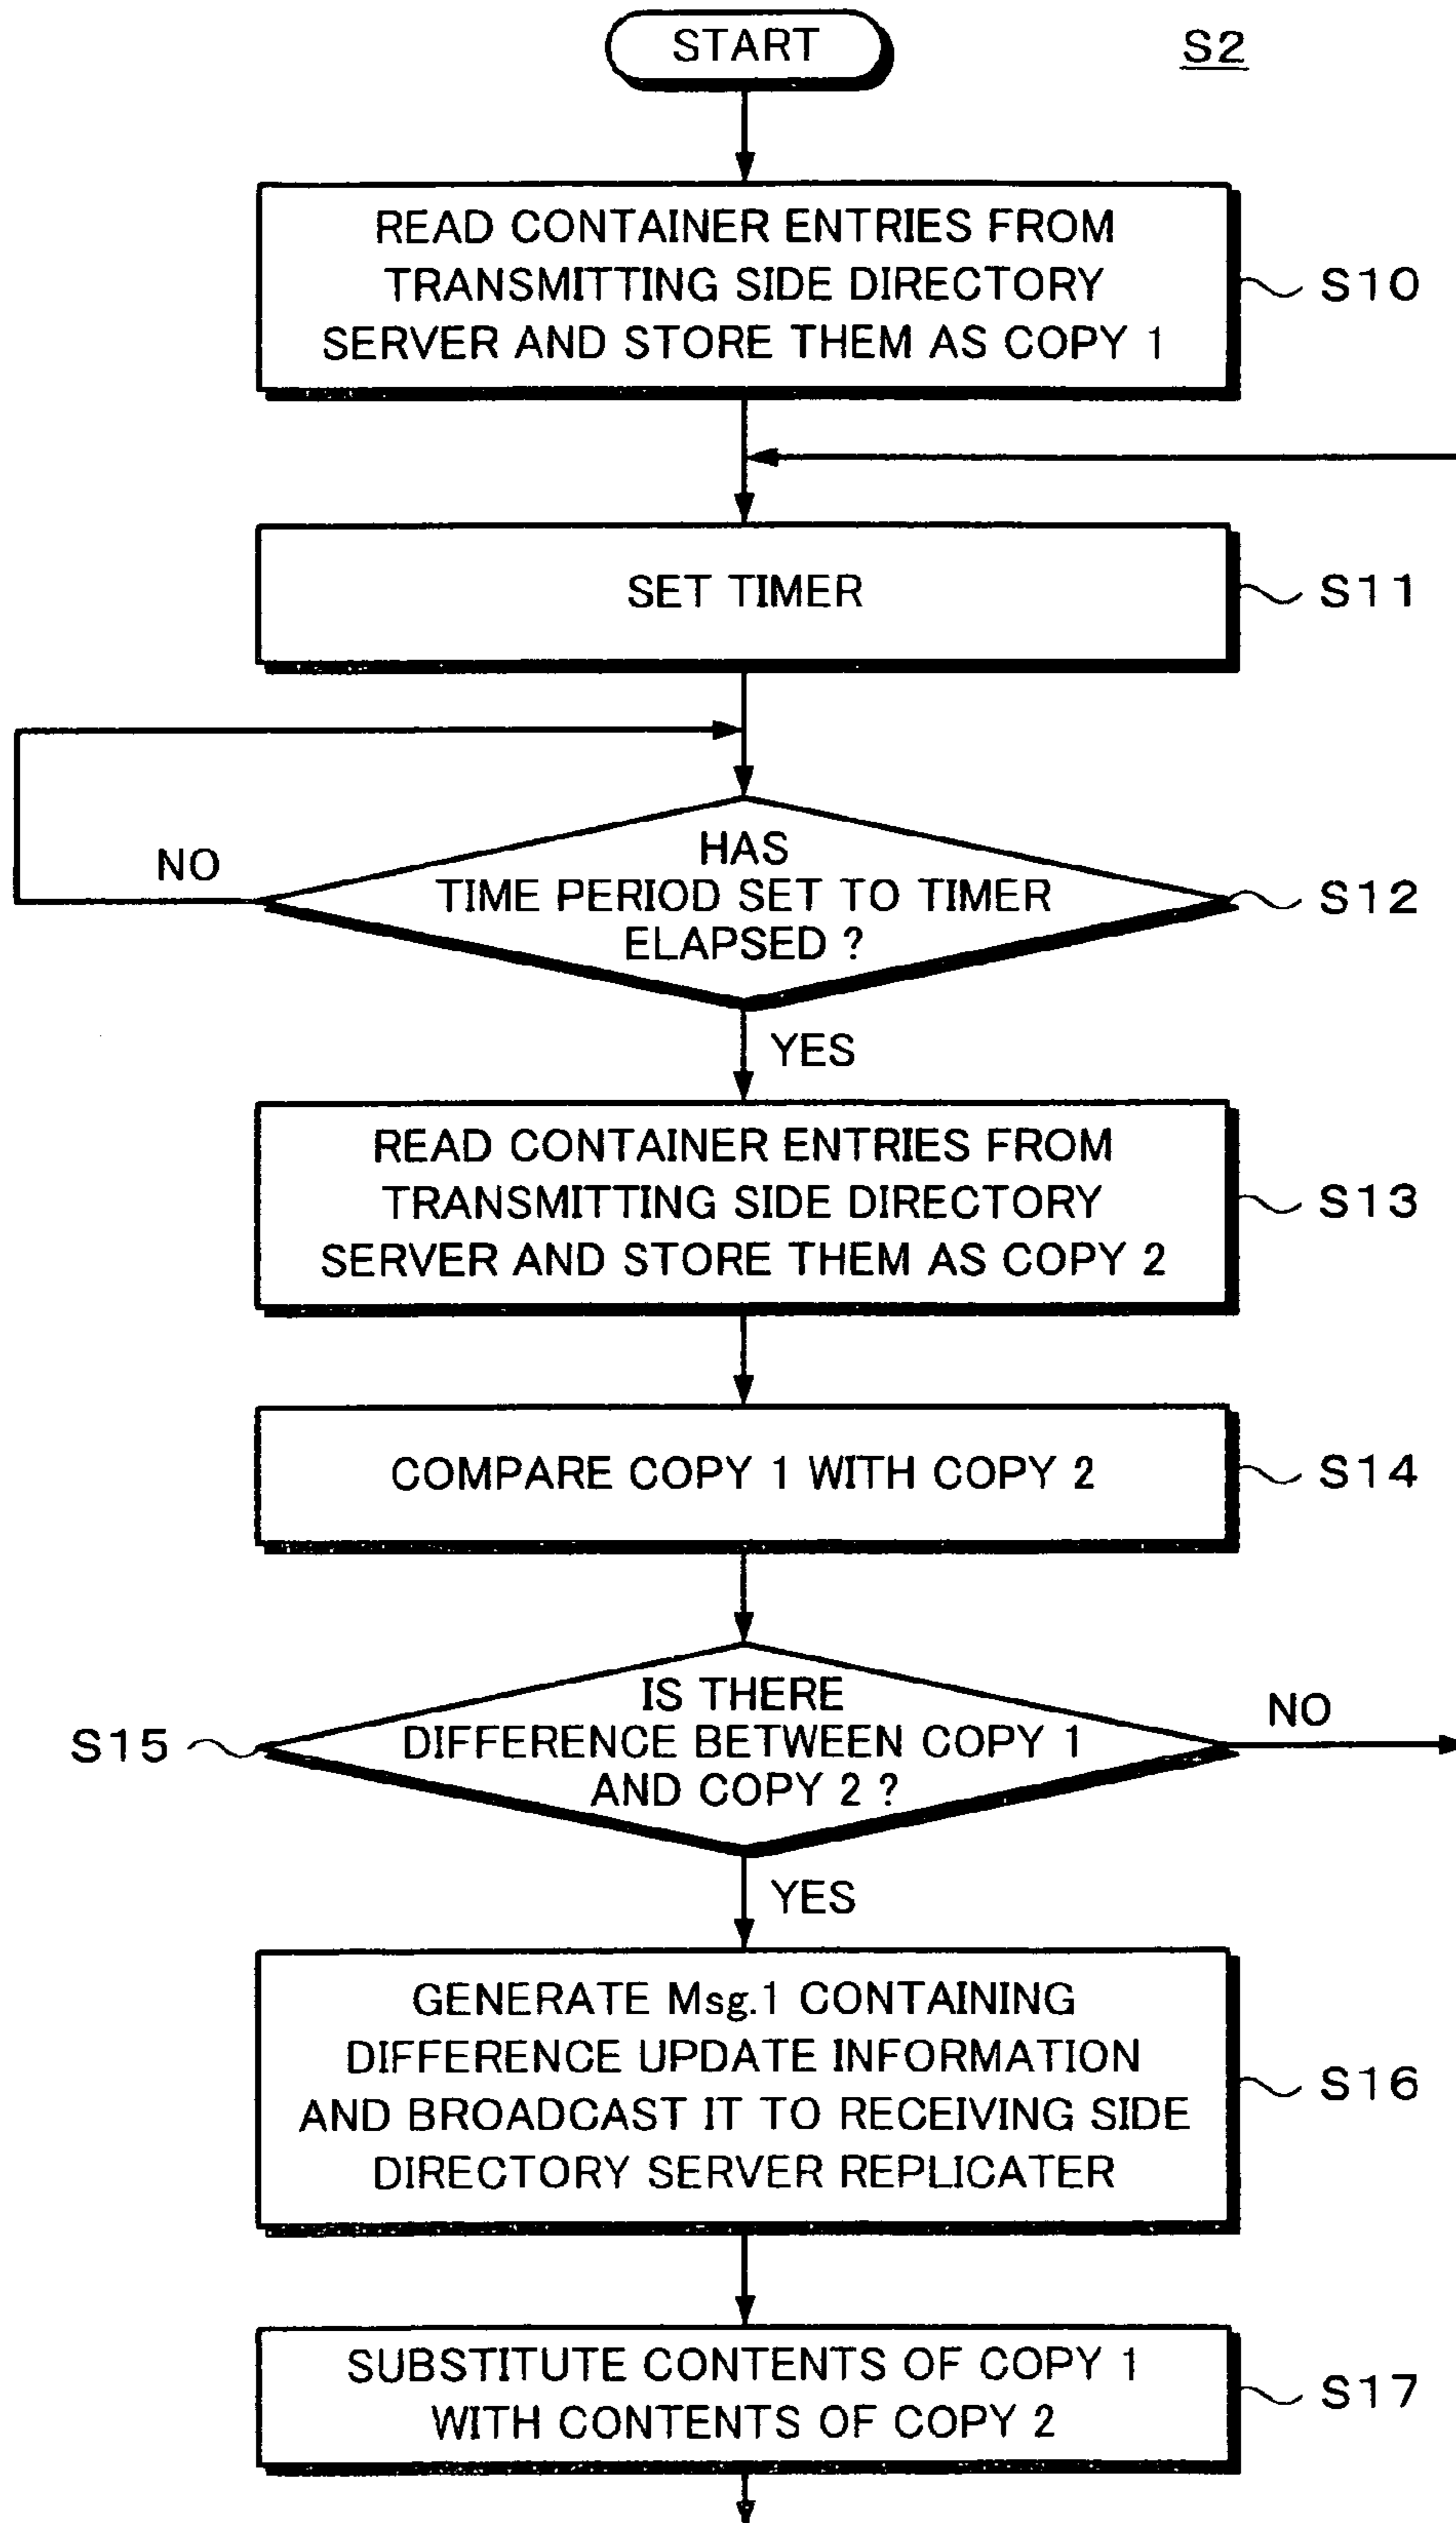 START
S2
READ CONTAINER ENTRIES FROM
TRANSMITTING SIDE DIRECTORY
SERVER AND STORE THEM AS COPY 1
S10
SET TIMER
S11
NO
HAS
TIME PERIOD SET TO TIMER
ELAPSED ?
S12
YES
READ CONTAINER ENTRIES FROM
TRANSMITTING SIDE DIRECTORY
SERVER AND STORE THEM AS COPY 2
S13
COMPARE COPY 1 WITH COPY 2
S14
S15
IS THERE
DIFFERENCE BETWEEN COPY 1
AND COPY 2 ?
NO
YES
GENERATE Msg.1 CONTAINING
DIFFERENCE UPDATE INFORMATION
AND BROADCAST IT TO RECEIVING SIDE
DIRECTORY SERVER REPLICATER
S16
SUBSTITUTE CONTENTS OF COPY 1
WITH CONTENTS OF COPY 2
S17